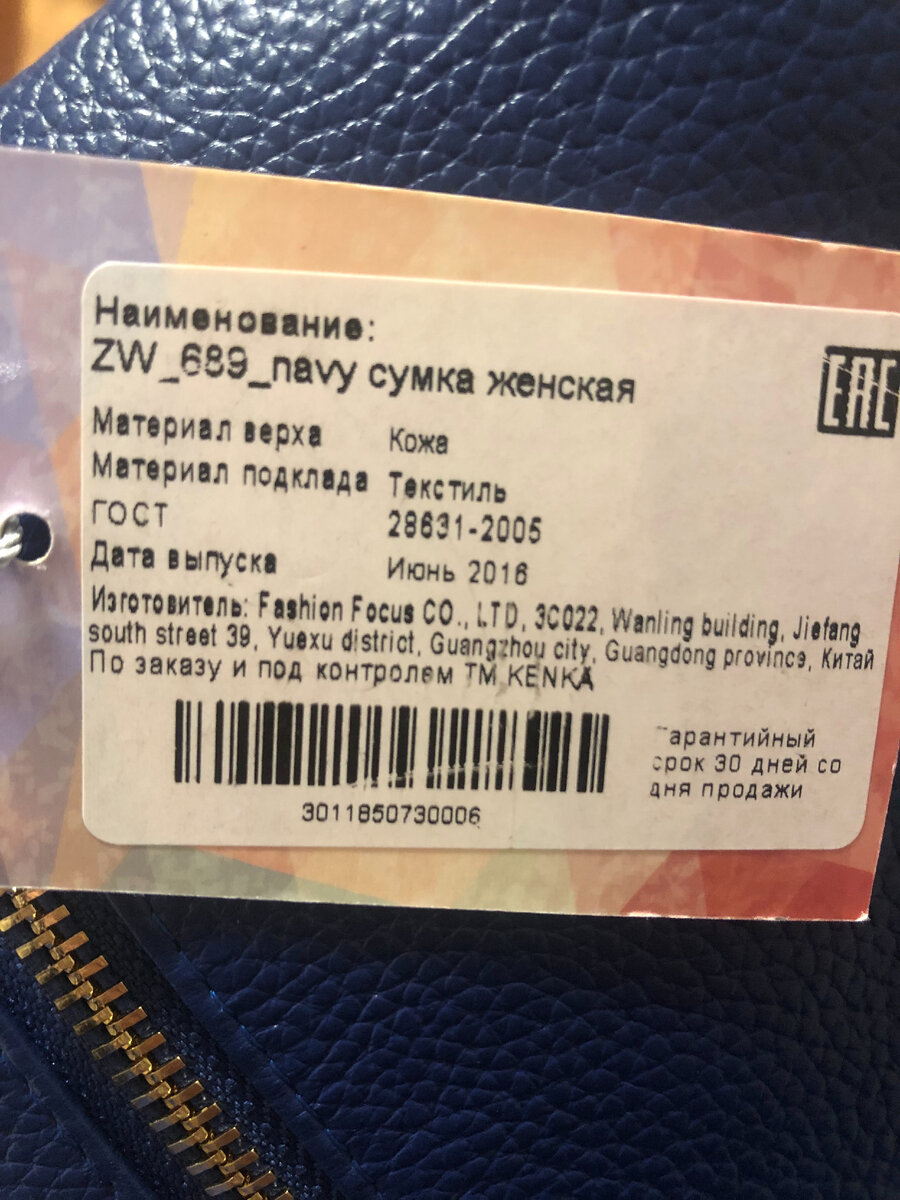 Наименование:
ZW_689_navy сумка женская
EAC
Материал верха Кожа
Материал подклада Текстиль
ГОСТ 28631-2005
Дата выпуска Июнь 2016
Изготовитель: Fashion Focus CO., LTD, 3C022, Wanling building, Jiefang
south street 39, Yuexu district, Guangzhou city, Guangdong province, Китай
По заказу и под контролем ТМ KENKA
Гарантийный
срок 30 дней со
дня продажи
3011850730006